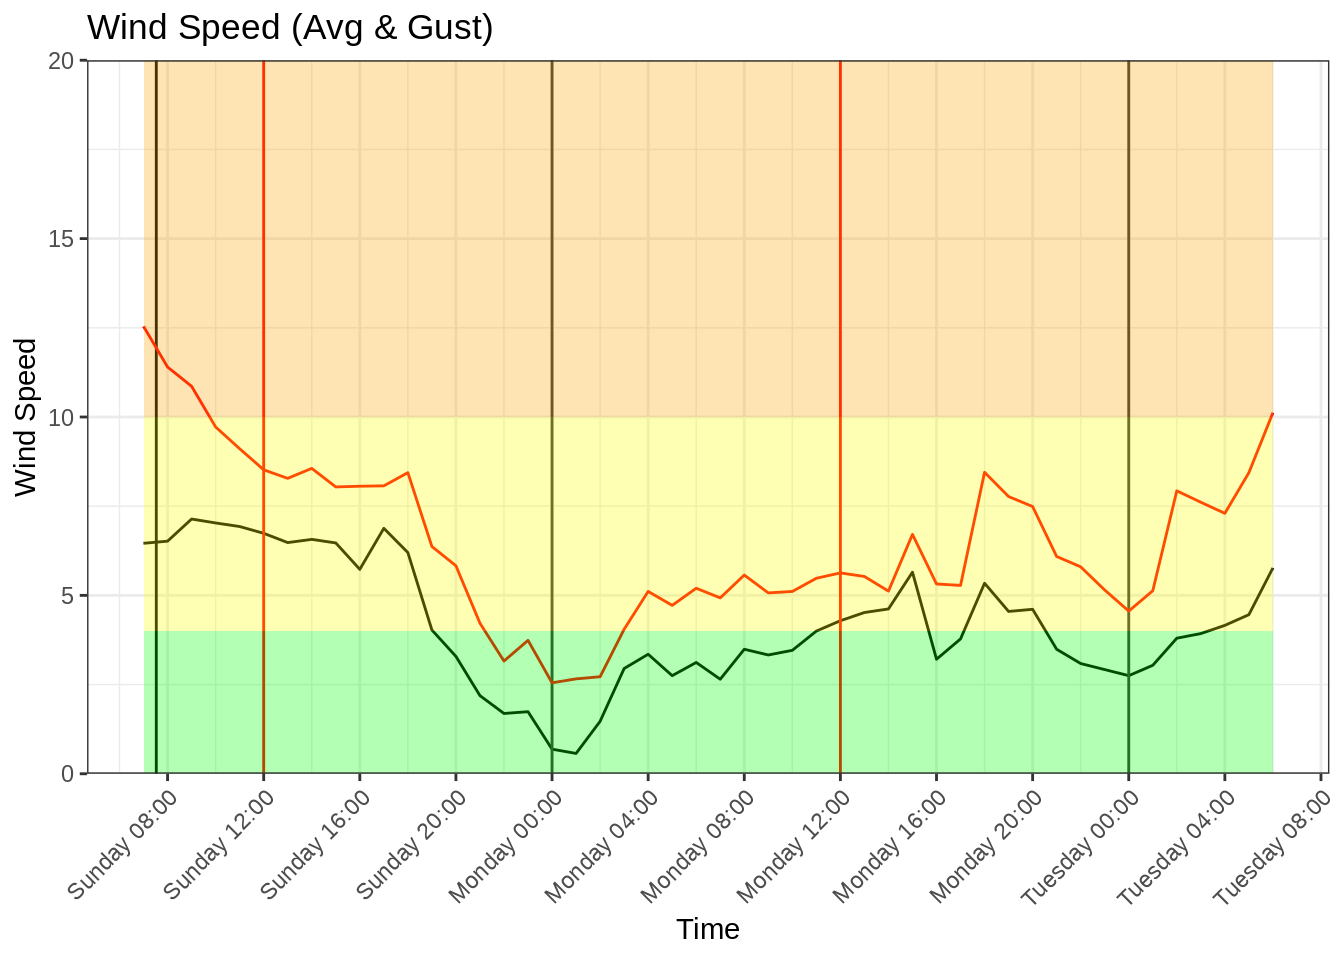 Wind Speed (Avg & Gust)
20
15
10
5
0
Wind Speed
Sunday 08:00
Sunday 12:00
Sunday 16:00
Sunday 20:00
Monday 00:00
Monday 04:00
Monday 08:00
Monday 12:00
Monday 16:00
Monday 20:00
Tuesday 00:00
Tuesday 04:00
Tuesday 08:00
Time